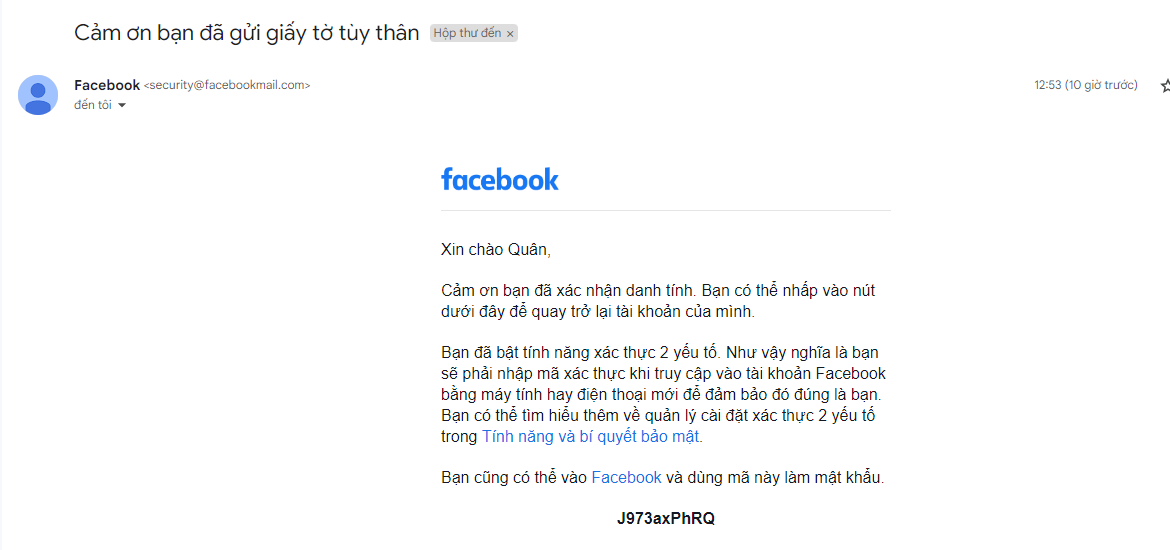 Cảm ơn bạn đã gửi giấy tờ tùy thân Hộp thư đến ×
Facebook <security@facebookmail.com> 12:53 (10 giờ trước)
đến tôi
facebook
Xin chào Quân,
Cảm ơn bạn đã xác nhận danh tính. Bạn có thể nhấp vào nút
dưới đây để quay trở lại tài khoản của mình.
Bạn đã bật tính năng xác thực 2 yếu tố. Như vậy nghĩa là bạn
sẽ phải nhập mã xác thực khi truy cập vào tài khoản Facebook
bằng máy tính hay điện thoại mới để đảm bảo đó đúng là bạn.
Bạn có thể tìm hiểu thêm về quản lý cài đặt xác thực 2 yếu tố
trong Tính năng và bí quyết bảo mật.
Bạn cũng có thể vào Facebook và dùng mã này làm mật khẩu.
J973axPhRQ